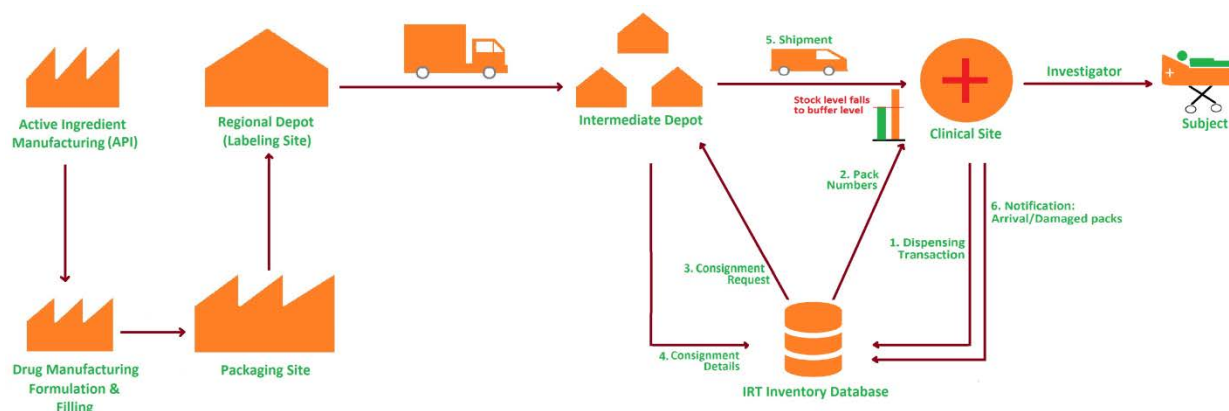 Active Ingredient
Manufacturing (API)
Regional Depot
(Labeling Site)
Intermediate Depot
5. Shipment
Stock level falls
to buffer level
Clinical Site
Investigator
Subject
2. Pack
Numbers
6. Notification:
Arrival/Damaged packs
1. Dispensing
Transaction
3. Consignment
Request
4. Consignment
Details
Drug Manufacturing
Formulation &
Filling
Packaging Site
IRT Inventory Database